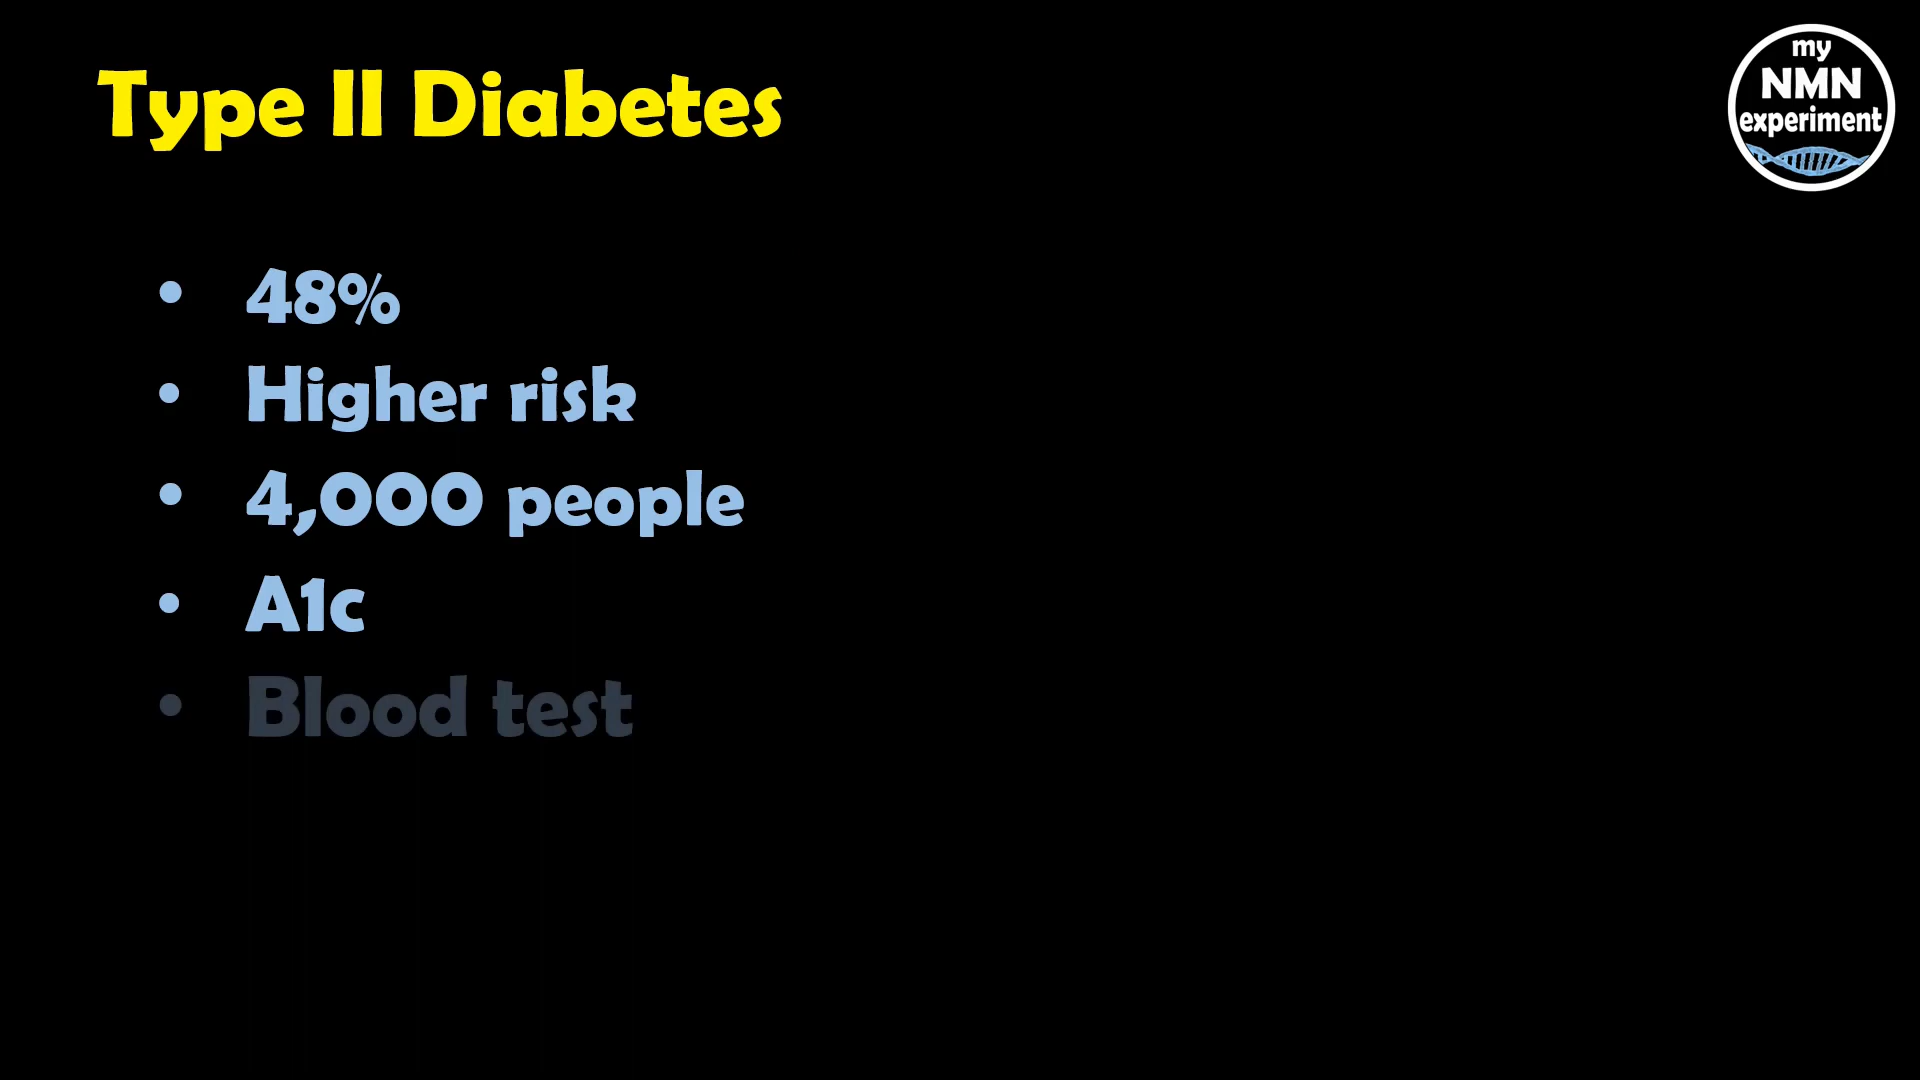 Type II Diabetes
my
NMN
experiment
• 48%
• Higher risk
• 4,000 people
• A1c
• Blood test